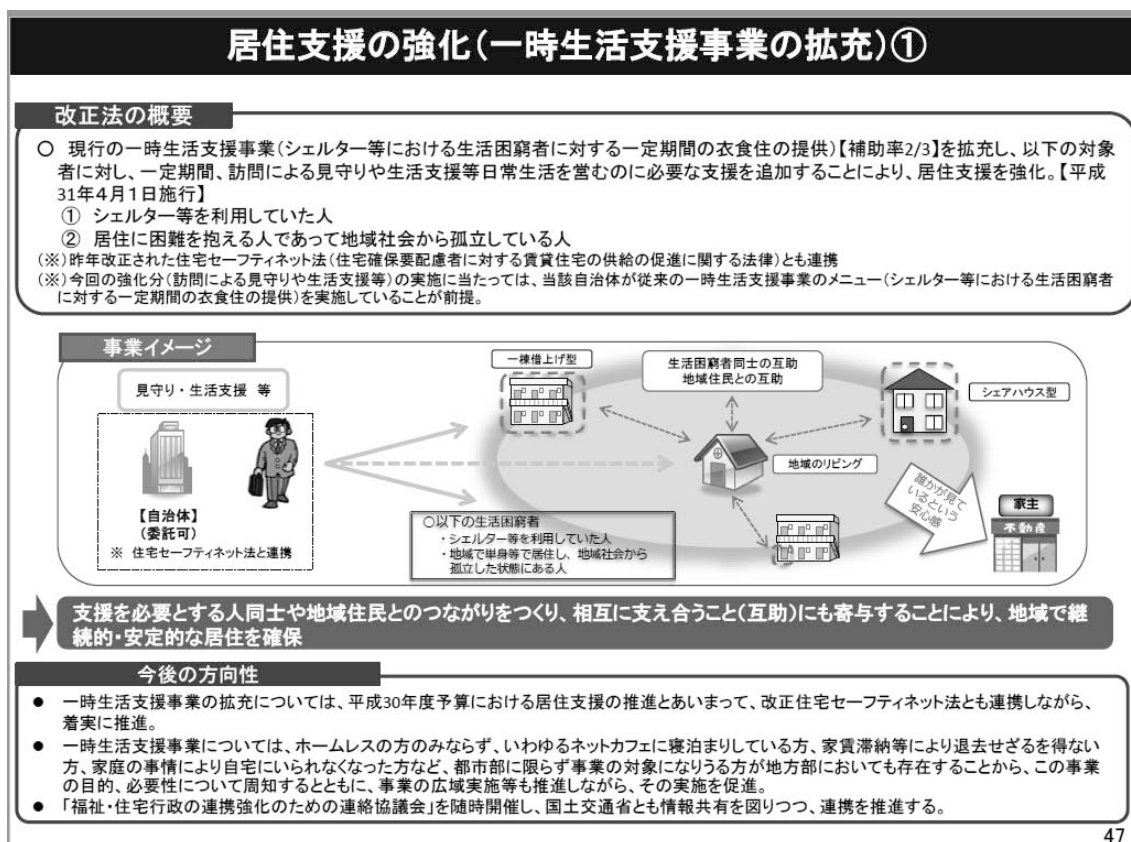 居住支援の強化(一時生活支援事業の拡充)①
改正法の概要
○ 現行の一時生活支援事業(シェルター等における生活困窮者に対する一定期間の衣食住の提供)【補助率2/3】を拡充し、以下の対象
者に対し、一定期間、訪問による見守りや生活支援等日常生活を営むのに必要な支援を追加することにより、居住支援を強化。【平成
31年4月1日施行】
① シェルター等を利用していた人
② 居住に困難を抱える人であって地域社会から孤立している人
(※)昨年改正された住宅セーフティネット法(住宅確保要配慮者に対する賃貸住宅の供給の促進に関する法律)とも連携
(※)今回の強化分(訪問による見守りや生活支援等)の実施に当たっては、当該自治体が従来の一時生活支援事業のメニュー(シェルター等における生活困窮者
に対する一定期間の衣食住の提供)を実施していることが前提。
事業イメージ
見守り・生活支援 等
【自治体】
(委託可)
※ 住宅セーフティネット法と連携
一棟借上げ型
生活困窮者同士の互助
地域住民との互助
シェアハウス型
地域のリビング
○以下の生活困窮者
・シェルター等を利用していた人
・地域で単身等で居住し、地域社会から
孤立した状態にある人
誰かが見て
いるという
安心感
家主
不動産
支援を必要とする人同士や地域住民とのつながりをつくり、相互に支え合うこと(互助)にも寄与することにより、地域で継
続的・安定的な居住を確保
今後の方向性
● 一時生活支援事業の拡充については、平成30年度予算における居住支援の推進とあいまって、改正住宅セーフティネット法とも連携しながら、
着実に推進。
● 一時生活支援事業については、ホームレスの方のみならず、いわゆるネットカフェに寝泊まりしている方、家賃滞納等により退去せざるを得ない
方、家庭の事情により自宅にいられなくなった方など、都市部に限らず事業の対象になりうる方が地方部においても存在することから、この事業
の目的、必要性について周知するとともに、事業の広域実施等も推進しながら、その実施を促進。
● 「福祉・住宅行政の連携強化のための連絡協議会」を随時開催し、国土交通省とも情報共有を図りつつ、連携を推進する。
47